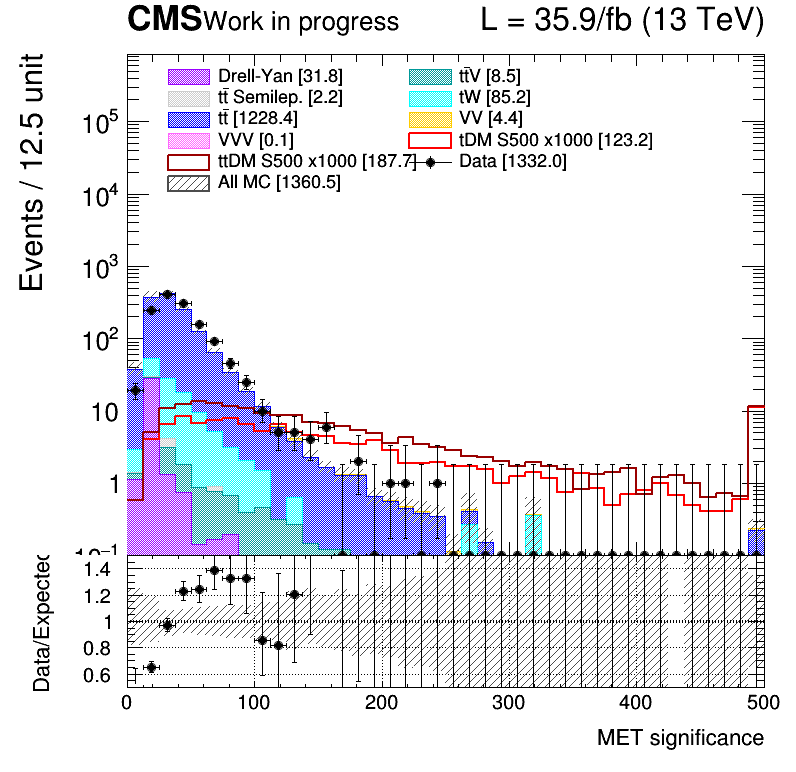 CMS Work in progress L = 35.9/fb (13 TeV)
Drell-Yan [31.8] tt̄V [8.5]
tt̄ Semilep. [2.2] tW [85.2]
tt̄ [1228.4] VV [4.4]
VVV [0.1] tDM S500 x1000 [123.2]
ttDM S500 x1000 [187.7] Data [1332.0]
All MC [1360.5]
Events / 12.5 unit
10⁵
10⁴
10³
10²
10
1
10⁻¹
Data/Expected
1.4
1.2
1
0.8
0.6
0 100 200 300 400 500
MET significance